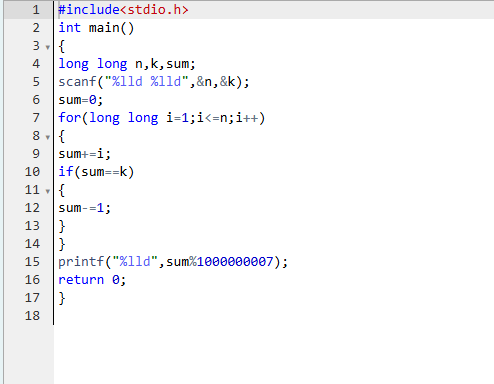 1 #include<stdio.h>
2 int main()
3 {
4 long long n,k,sum;
5 scanf("%lld %lld",&n,&k);
6 sum=0;
7 for(long long i=1;i<=n;i++)
8 {
9 sum+=i;
10 if(sum==k)
11 {
12 sum-=1;
13 }
14 }
15 printf("%lld",sum%1000000007);
16 return 0;
17 }
18